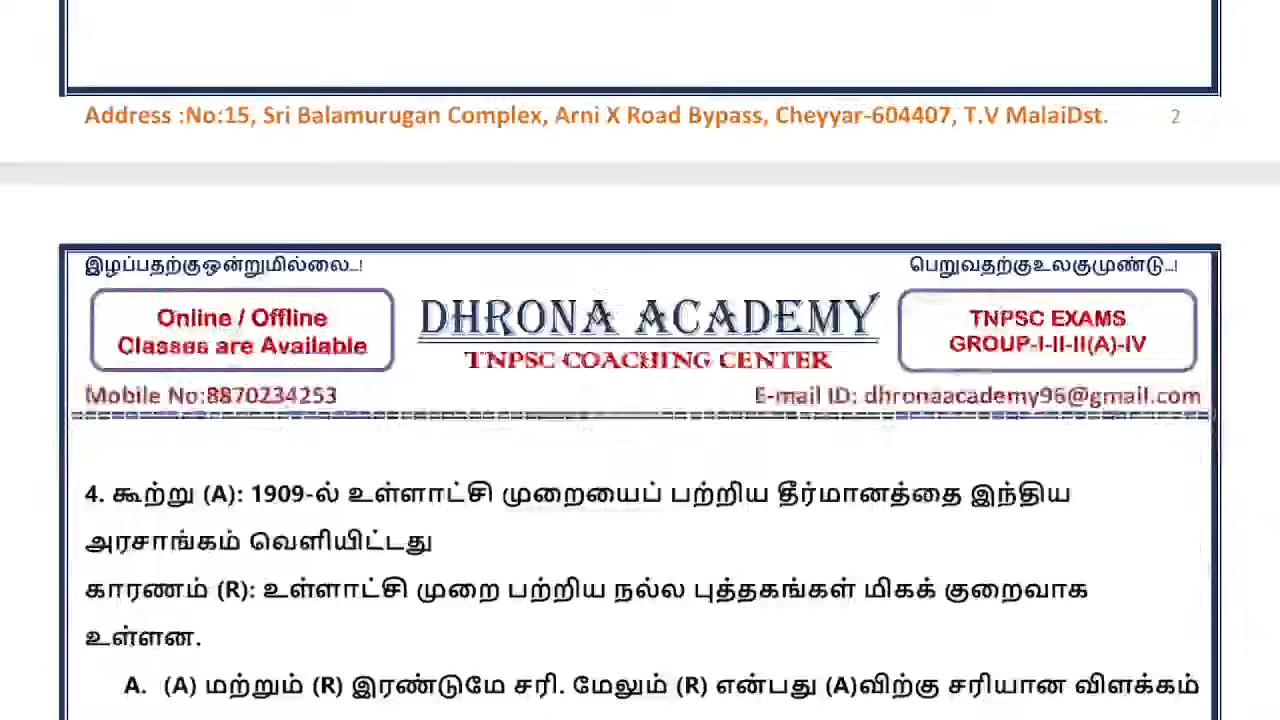 Address :No:15, Sri Balamurugan Complex, Arni X Road Bypass, Cheyyar-604407, T.V MalaiDst. 2
இழப்பதற்குஒன்றுமில்லை...! பெறுவதற்குஉலகுமுண்டு...!
Online / Offline
Classes are Available
DHRONA ACADEMY
TNPSC COACHING CENTER
TNPSC EXAMS
GROUP-I-II-II(A)-IV
Mobile No:8870234253 E-mail ID: dhronaacademy96@gmail.com
4. கூற்று (A): 1909-ல் உள்ளாட்சி முறையைப் பற்றிய தீர்மானத்தை இந்திய
அரசாங்கம் வெளியிட்டது
காரணம் (R): உள்ளாட்சி முறை பற்றிய நல்ல புத்தகங்கள் மிகக் குறைவாக
உள்ளன.
A. (A) மற்றும் (R) இரண்டுமே சரி. மேலும் (R) என்பது (A)விற்கு சரியான விளக்கம்